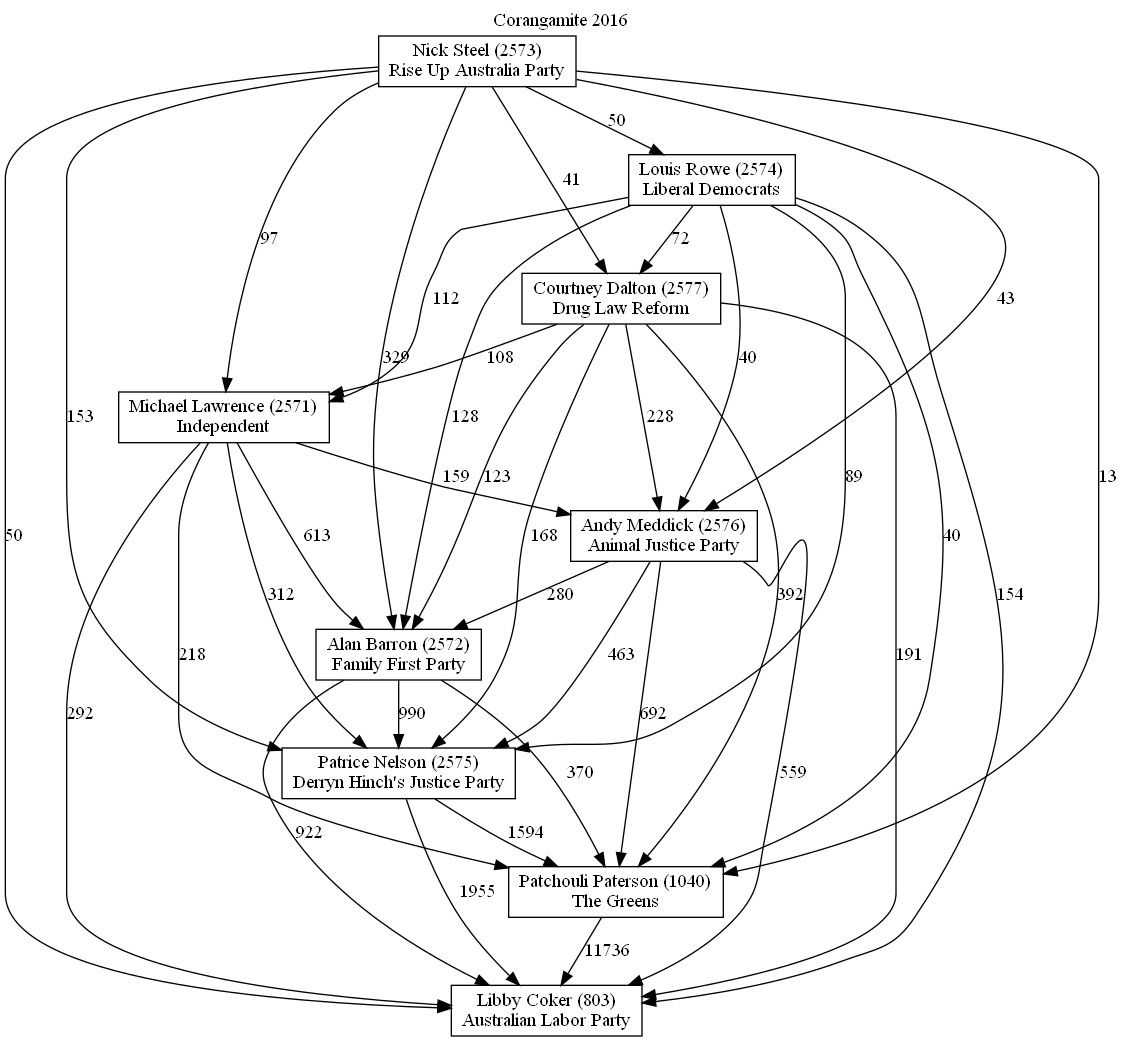 Corangamite 2016
Nick Steel (2573)
Rise Up Australia Party
50
Louis Rowe (2574)
Liberal Democrats
41
97
72
Courtney Dalton (2577)
Drug Law Reform
112
43
329
108
40
Michael Lawrence (2571)
Independent
153
128
228
159
123
89
13
Andy Meddick (2576)
Animal Justice Party
50
613
168
40
312
280
392
154
Alan Barron (2572)
Family First Party
218
463
191
292
990
692
Patrice Nelson (2575)
Derryn Hinch's Justice Party
370
559
922
1594
Patchouli Paterson (1040)
The Greens
1955
11736
Libby Coker (803)
Australian Labor Party